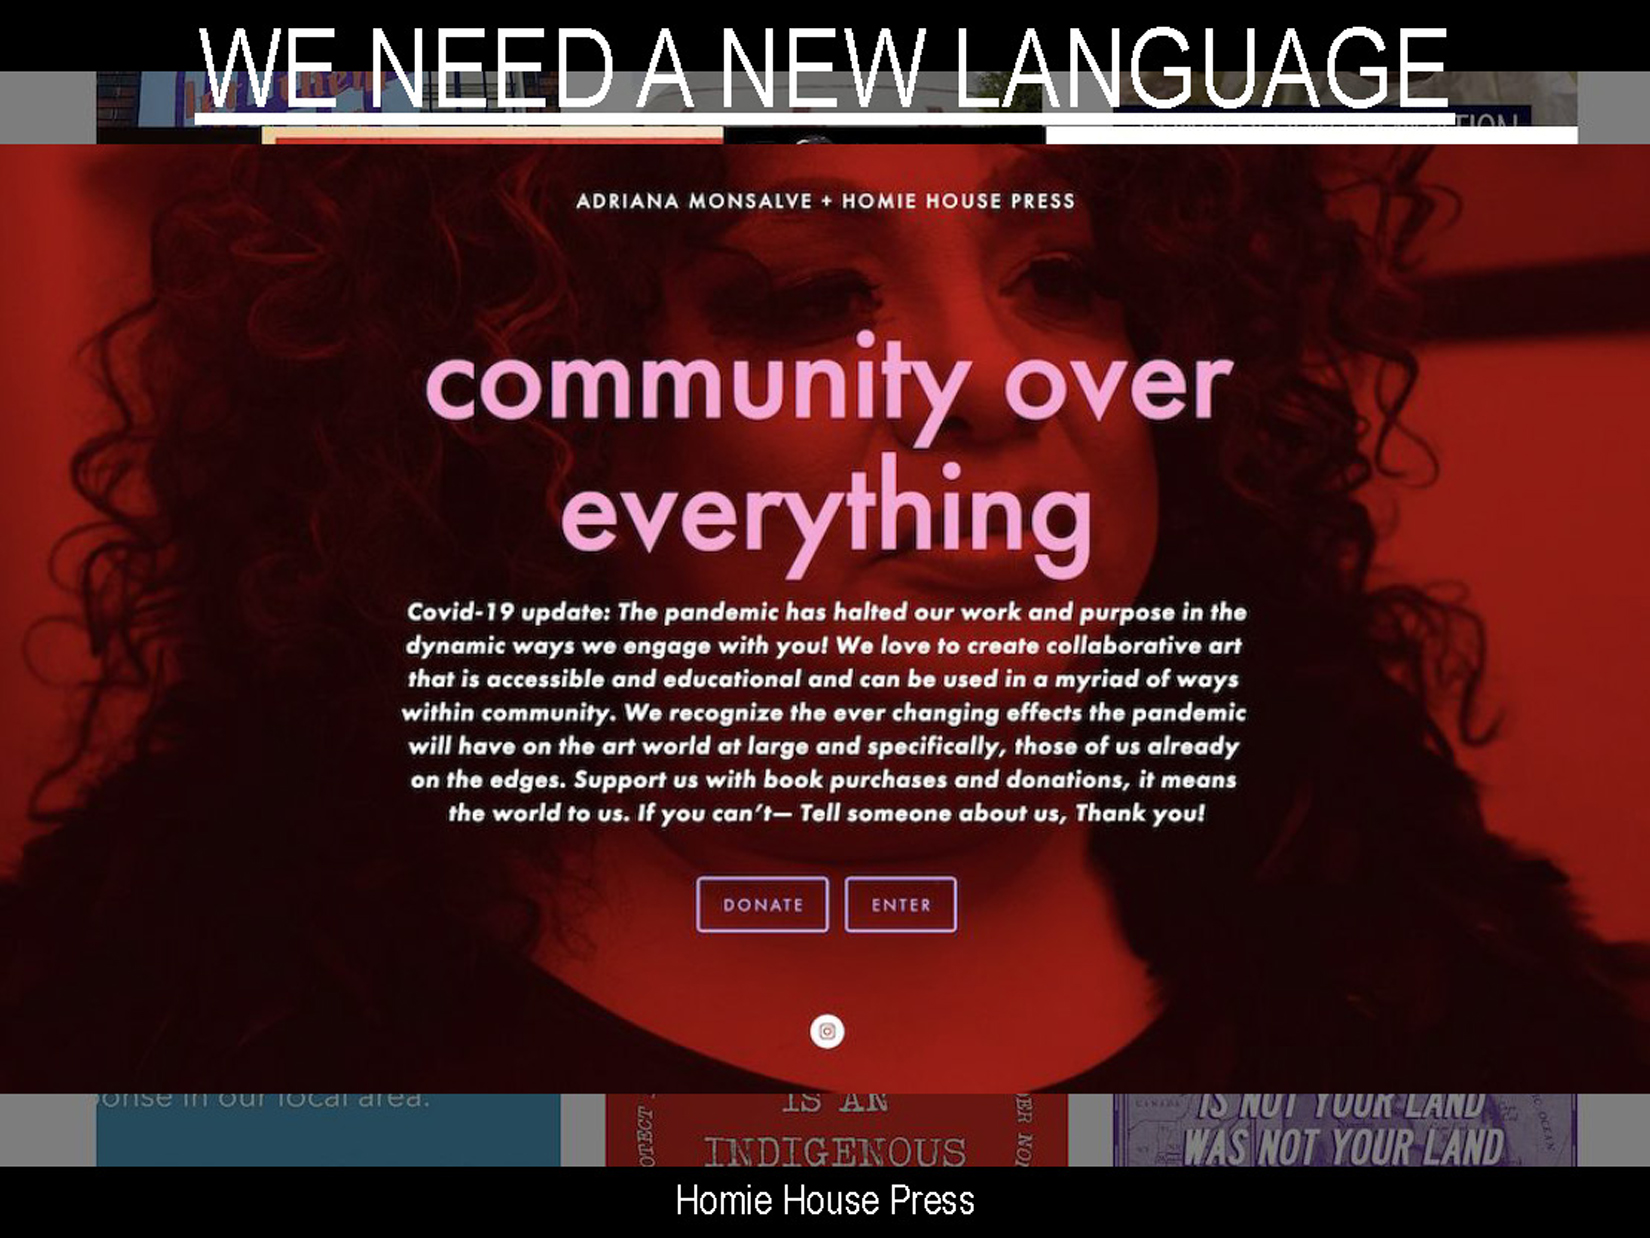 WE NEED A NEW LANGUAGE
ADRIANA MONSALVE + HOMIE HOUSE PRESS
community over
everything
Covid-19 update: The pandemic has halted our work and purpose in the
dynamic ways we engage with you! We love to create collaborative art
that is accessible and educational and can be used in a myriad of ways
within community. We recognize the ever changing effects the pandemic
will have on the art world at large and specifically, those of us already
on the edges. Support us with book purchases and donations, it means
the world to us. If you can't— Tell someone about us, Thank you!
DONATE ENTER
in our local area.
IS AN
INDIGENOUS
IS NOT YOUR LAND
WAS NOT YOUR LAND
CANADA
OCEAN
Homie House Press